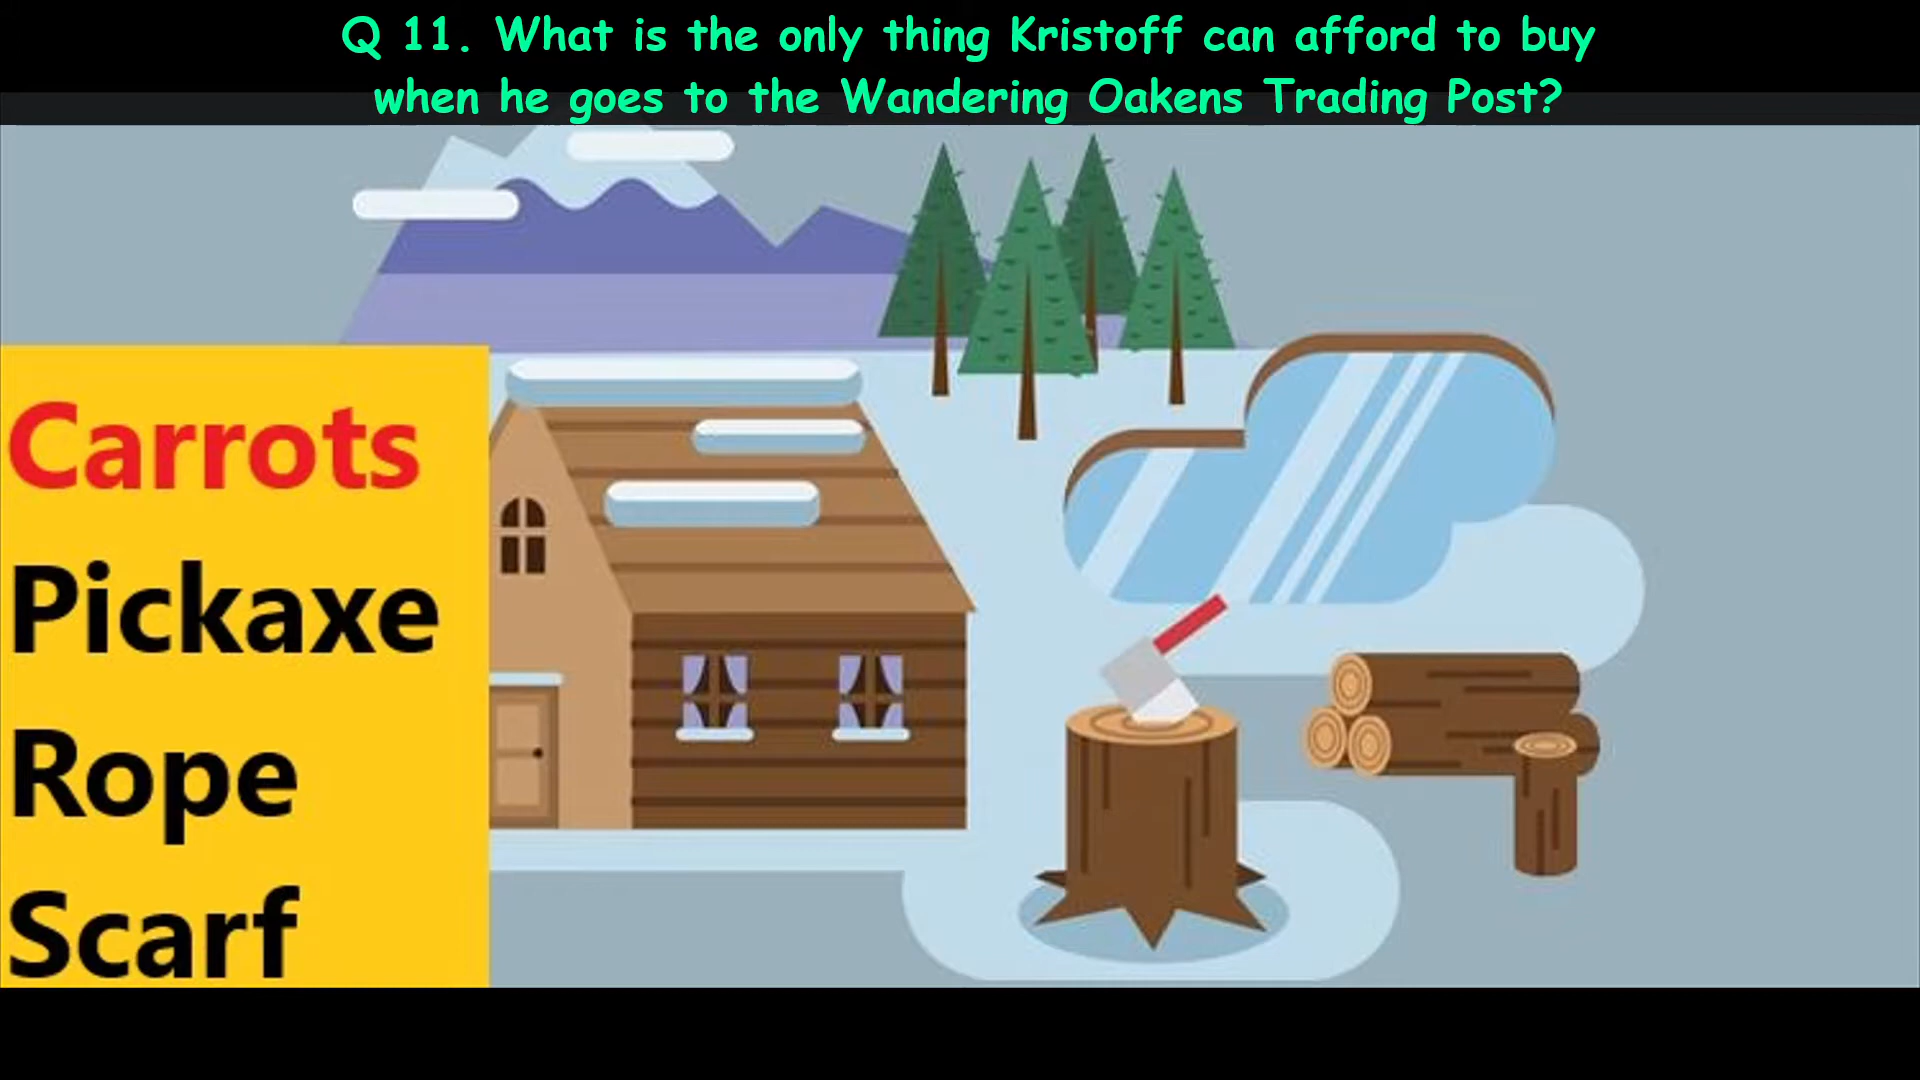 Q 11. What is the only thing Kristoff can afford to buy
when he goes to the Wandering Oakens Trading Post?
Carrots
Pickaxe
Rope
Scarf